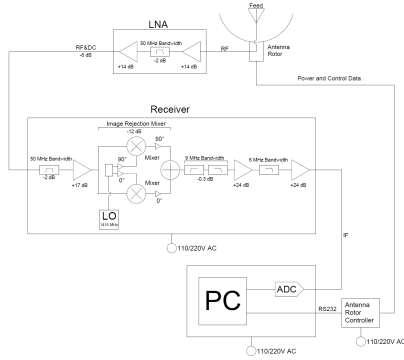 Feed
LNA
50 MHz Bandwidth
RF&DC
-6 dB
RF
Antenna
Rotor
-2 dB
+14 dB
+14 dB
Power and Control Data
Receiver
Image Rejection Mixer
-12 dB
90°
Mixer
50 MHz Bandwidth
90°
9 MHz Bandwidth
6 MHz Bandwidth
0°
-2 dB
+17 dB
Mixer
-0.3 dB
+24 dB
+24 dB
0°
LO
1416 MHz
110/220V AC
IF
PC
ADC
RS232
Antenna
Rotor
Controller
110/220V AC
110/220V AC